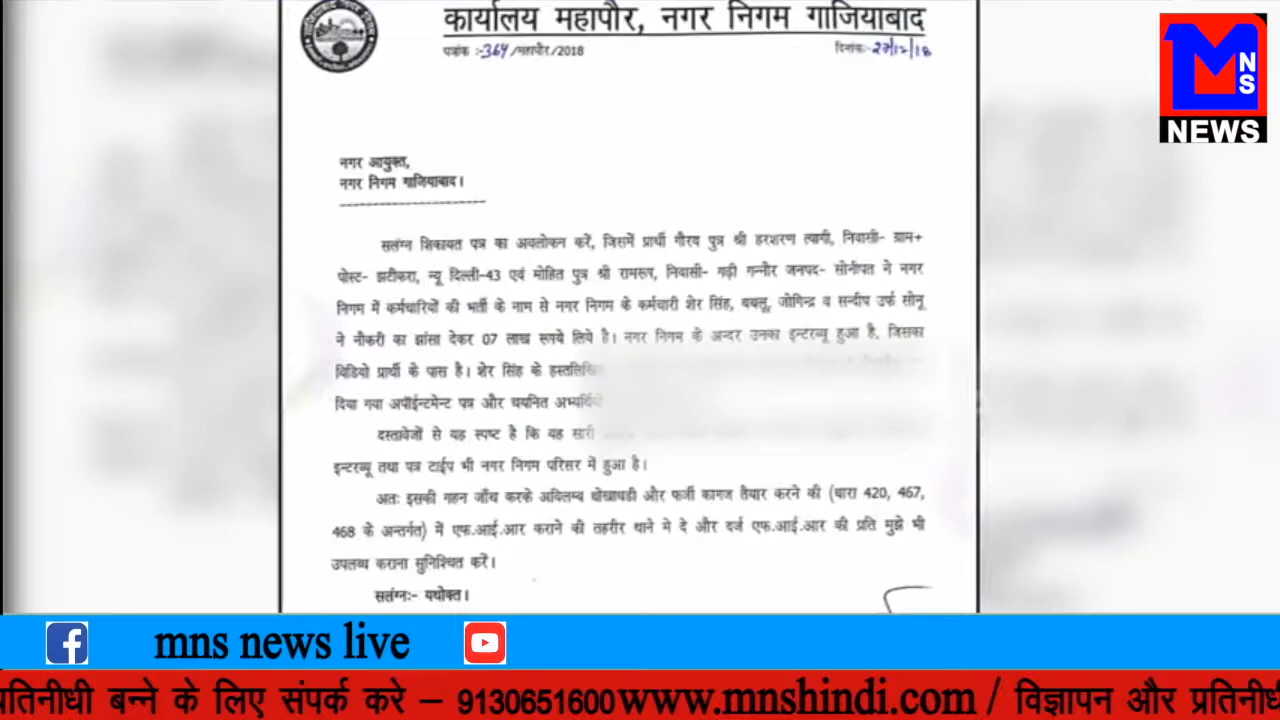 कार्यालय महापौर, नगर निगम गाजियाबाद
पत्रांक :-364/महापौर/2018 दिनांकः-27/12/18
MNS
NEWS
नगर आयुक्त,
नगर निगम गाजियाबाद।
सलंग्न शिकायत पत्र का अवलोकन करें, जिसमें प्रार्थी गौरव पुत्र श्री हरशरण त्यागी, निवासी- ग्राम+
पोस्ट- झटीकरा, न्यू दिल्ली-43 एवं मोहित पुत्र श्री रामरूप, निवासी- गढ़ी गन्नौर जनपद- सोनीपत ने नगर
निगम में कर्मचारियों की भर्ती के नाम से नगर निगम के कर्मचारी शेर सिंह, बबलू, जोगिन्द्र व सन्दीप उर्फ सोनू
ने नौकरी का झांसा देकर 07 लाख रूपये लिये है। नगर निगम के अन्दर उनका इन्टरव्यू हुआ है, जिसका
विडियो प्रार्थी के पास है। शेर सिंह के
दिया गया अपॉईन्टमेन्ट पत्र और चयनित
दस्तावेजों से यह स्पष्ट है कि यह सारी
इन्टरव्यू तथा पत्र टाईप भी नगर निगम परिसर में हुआ है।
अतः इसकी गहन जाँच करके अविलम्ब धोखाधडी और फर्जी कागज तैयार करने की (धारा 420, 467,
468 के अन्तर्गत) में एफ.आई.आर कराने की तहरीर थाने मे दे और दर्ज एफ.आई.आर की प्रति मुझे भी
उपलब्ध कराना सुनिश्चित करें।
सलंग्नः- यथोक्त।
mns news live
प्रतिनीधी बन्ने के लिए संपर्क करे – 9130651600 www.mnshindi.com / विज्ञापन और प्रतिनीधी